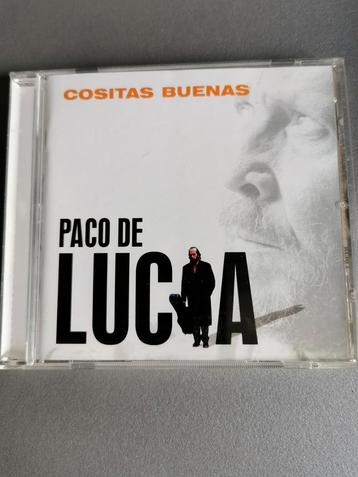 COSITAS BUENAS
PACO DE
LUCIA